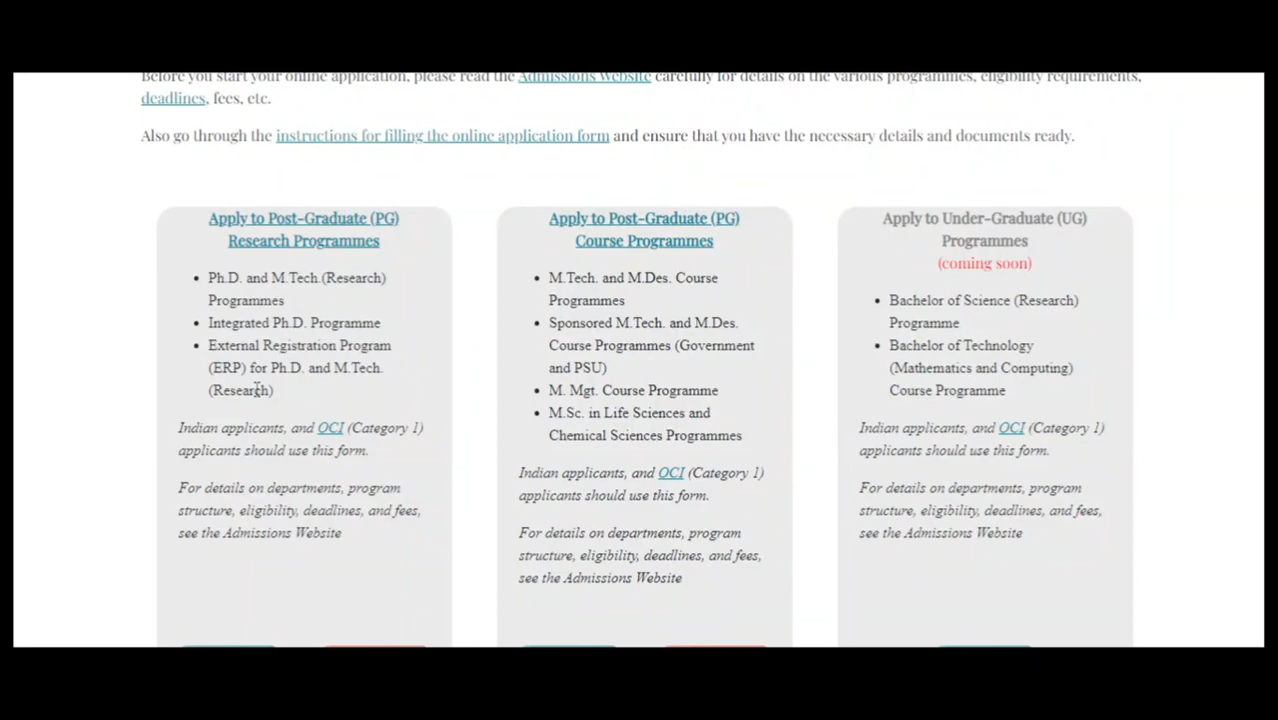 Before you start your online application, please read the Admissions Website carefully for details on the various programmes, eligibility requirements,
deadlines, fees, etc.
Also go through the instructions for filling the online application form and ensure that you have the necessary details and documents ready.
Apply to Post-Graduate (PG)
Research Programmes
Ph.D. and M.Tech.(Research)
Programmes
Integrated Ph.D. Programme
External Registration Program
(ERP) for Ph.D. and M.Tech.
(Research)
Indian applicants, and OCI (Category 1)
applicants should use this form.
For details on departments, program
structure, eligibility, deadlines, and fees,
see the Admissions Website
Apply to Post-Graduate (PG)
Course Programmes
M.Tech. and M.Des. Course
Programmes
Sponsored M.Tech. and M.Des.
Course Programmes (Government
and PSU)
M. Mgt. Course Programme
M.Sc. in Life Sciences and
Chemical Sciences Programmes
Indian applicants, and OCI (Category 1)
applicants should use this form.
For details on departments, program
structure, eligibility, deadlines, and fees,
see the Admissions Website
Apply to Under-Graduate (UG)
Programmes
(coming soon)
Bachelor of Science (Research)
Programme
Bachelor of Technology
(Mathematics and Computing)
Course Programme
Indian applicants, and OCI (Category 1)
applicants should use this form.
For details on departments, program
structure, eligibility, deadlines, and fees,
see the Admissions Website